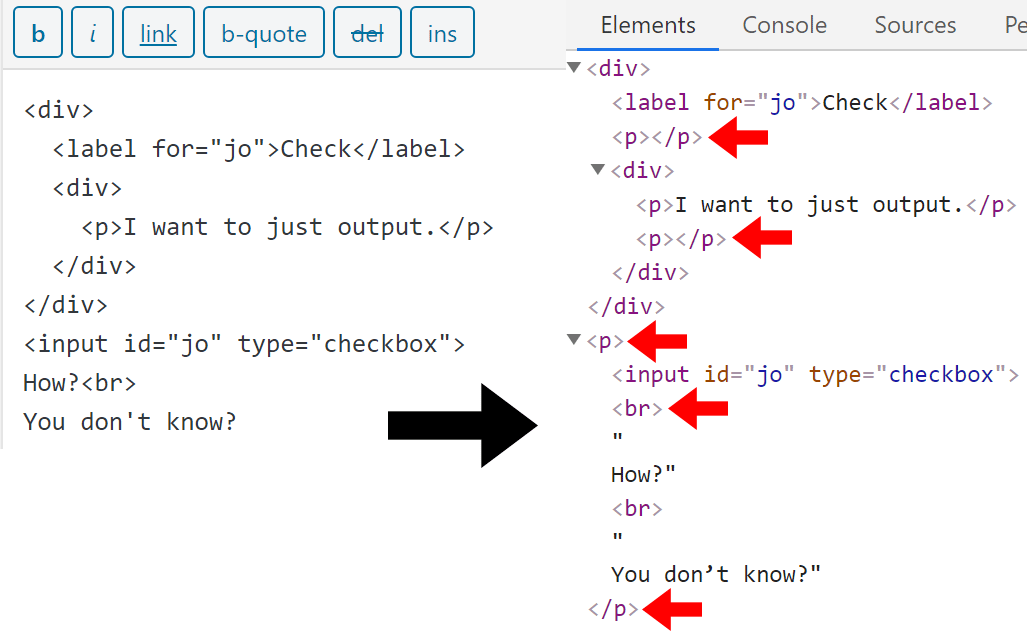 b i link b-quote del ins
<div>
<label for="jo">Check</label>
<div>
<p>I want to just output.</p>
</div>
</div>
<input id="jo" type="checkbox">
How?<br>
You don't know?
Elements Console Sources Pe
<div>
<label for="jo">Check</label>
<p></p>
<div>
<p>I want to just output.</p>
<p></p>
</div>
</div>
<p>
<input id="jo" type="checkbox">
<br>
"
How?"
<br>
"
You don’t know?"
</p>